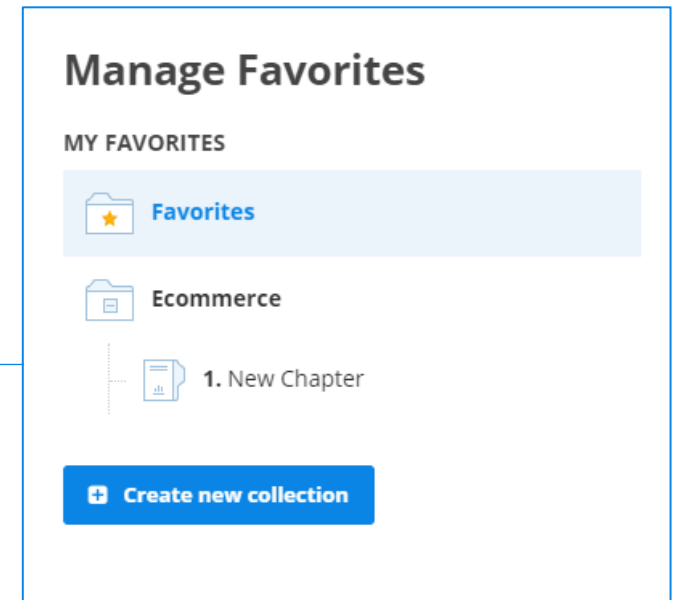 Manage Favorites
MY FAVORITES
Favorites
Ecommerce
1. New Chapter
Create new collection